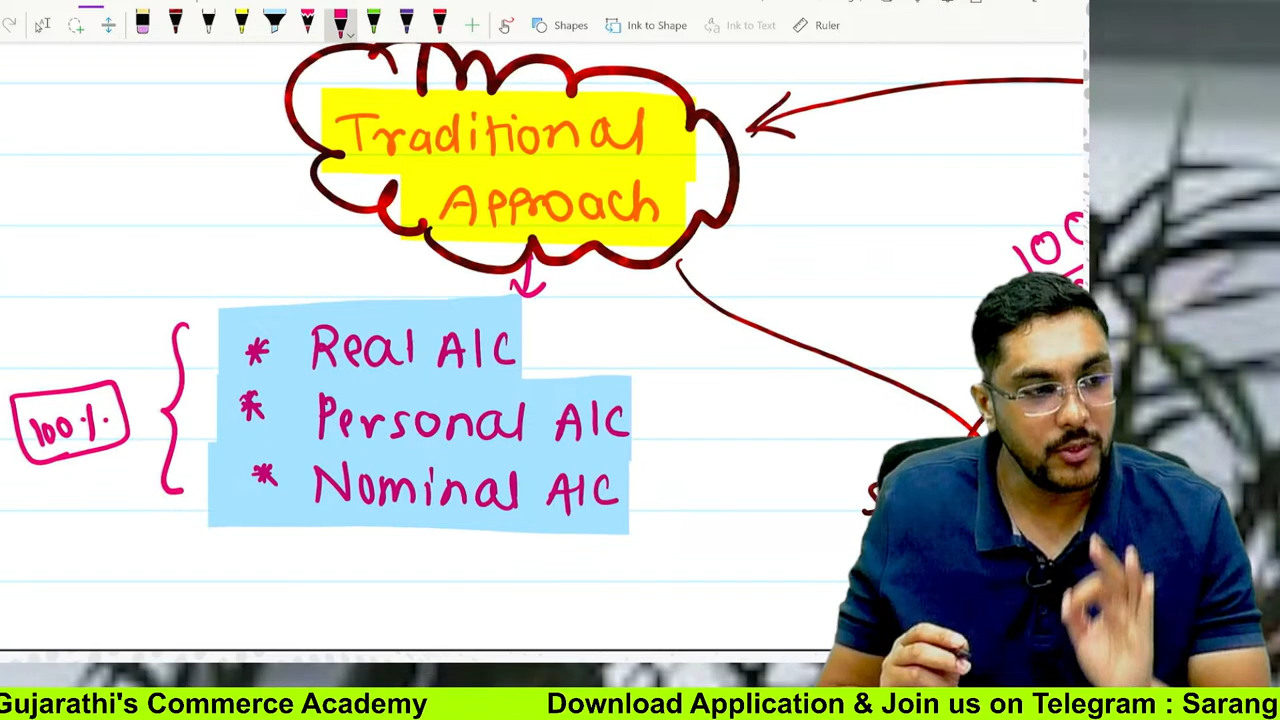 Shapes
Ink to Shape
Ink to Text
Ruler
Traditional
Approach
* Real A/C
* Personal A/C
* Nominal A/C
100%
Gujarathi's Commerce Academy Download Application & Join us on Telegram : Sarang